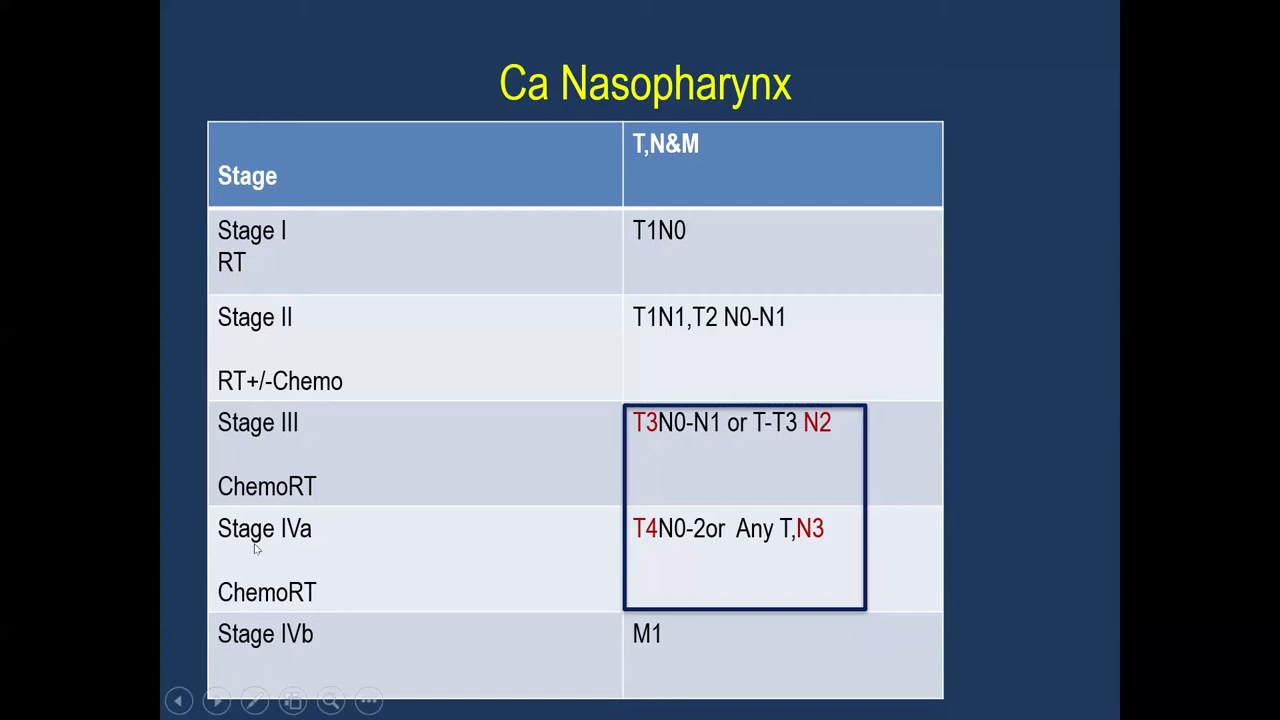 Ca Nasopharynx
Stage
T,N&M
Stage I
RT
T1N0
Stage II
RT+/-Chemo
T1N1,T2 N0-N1
Stage III
ChemoRT
T3N0-N1 or T-T3 N2
Stage IVa
ChemoRT
T4N0-2or Any T,N3
Stage IVb
M1